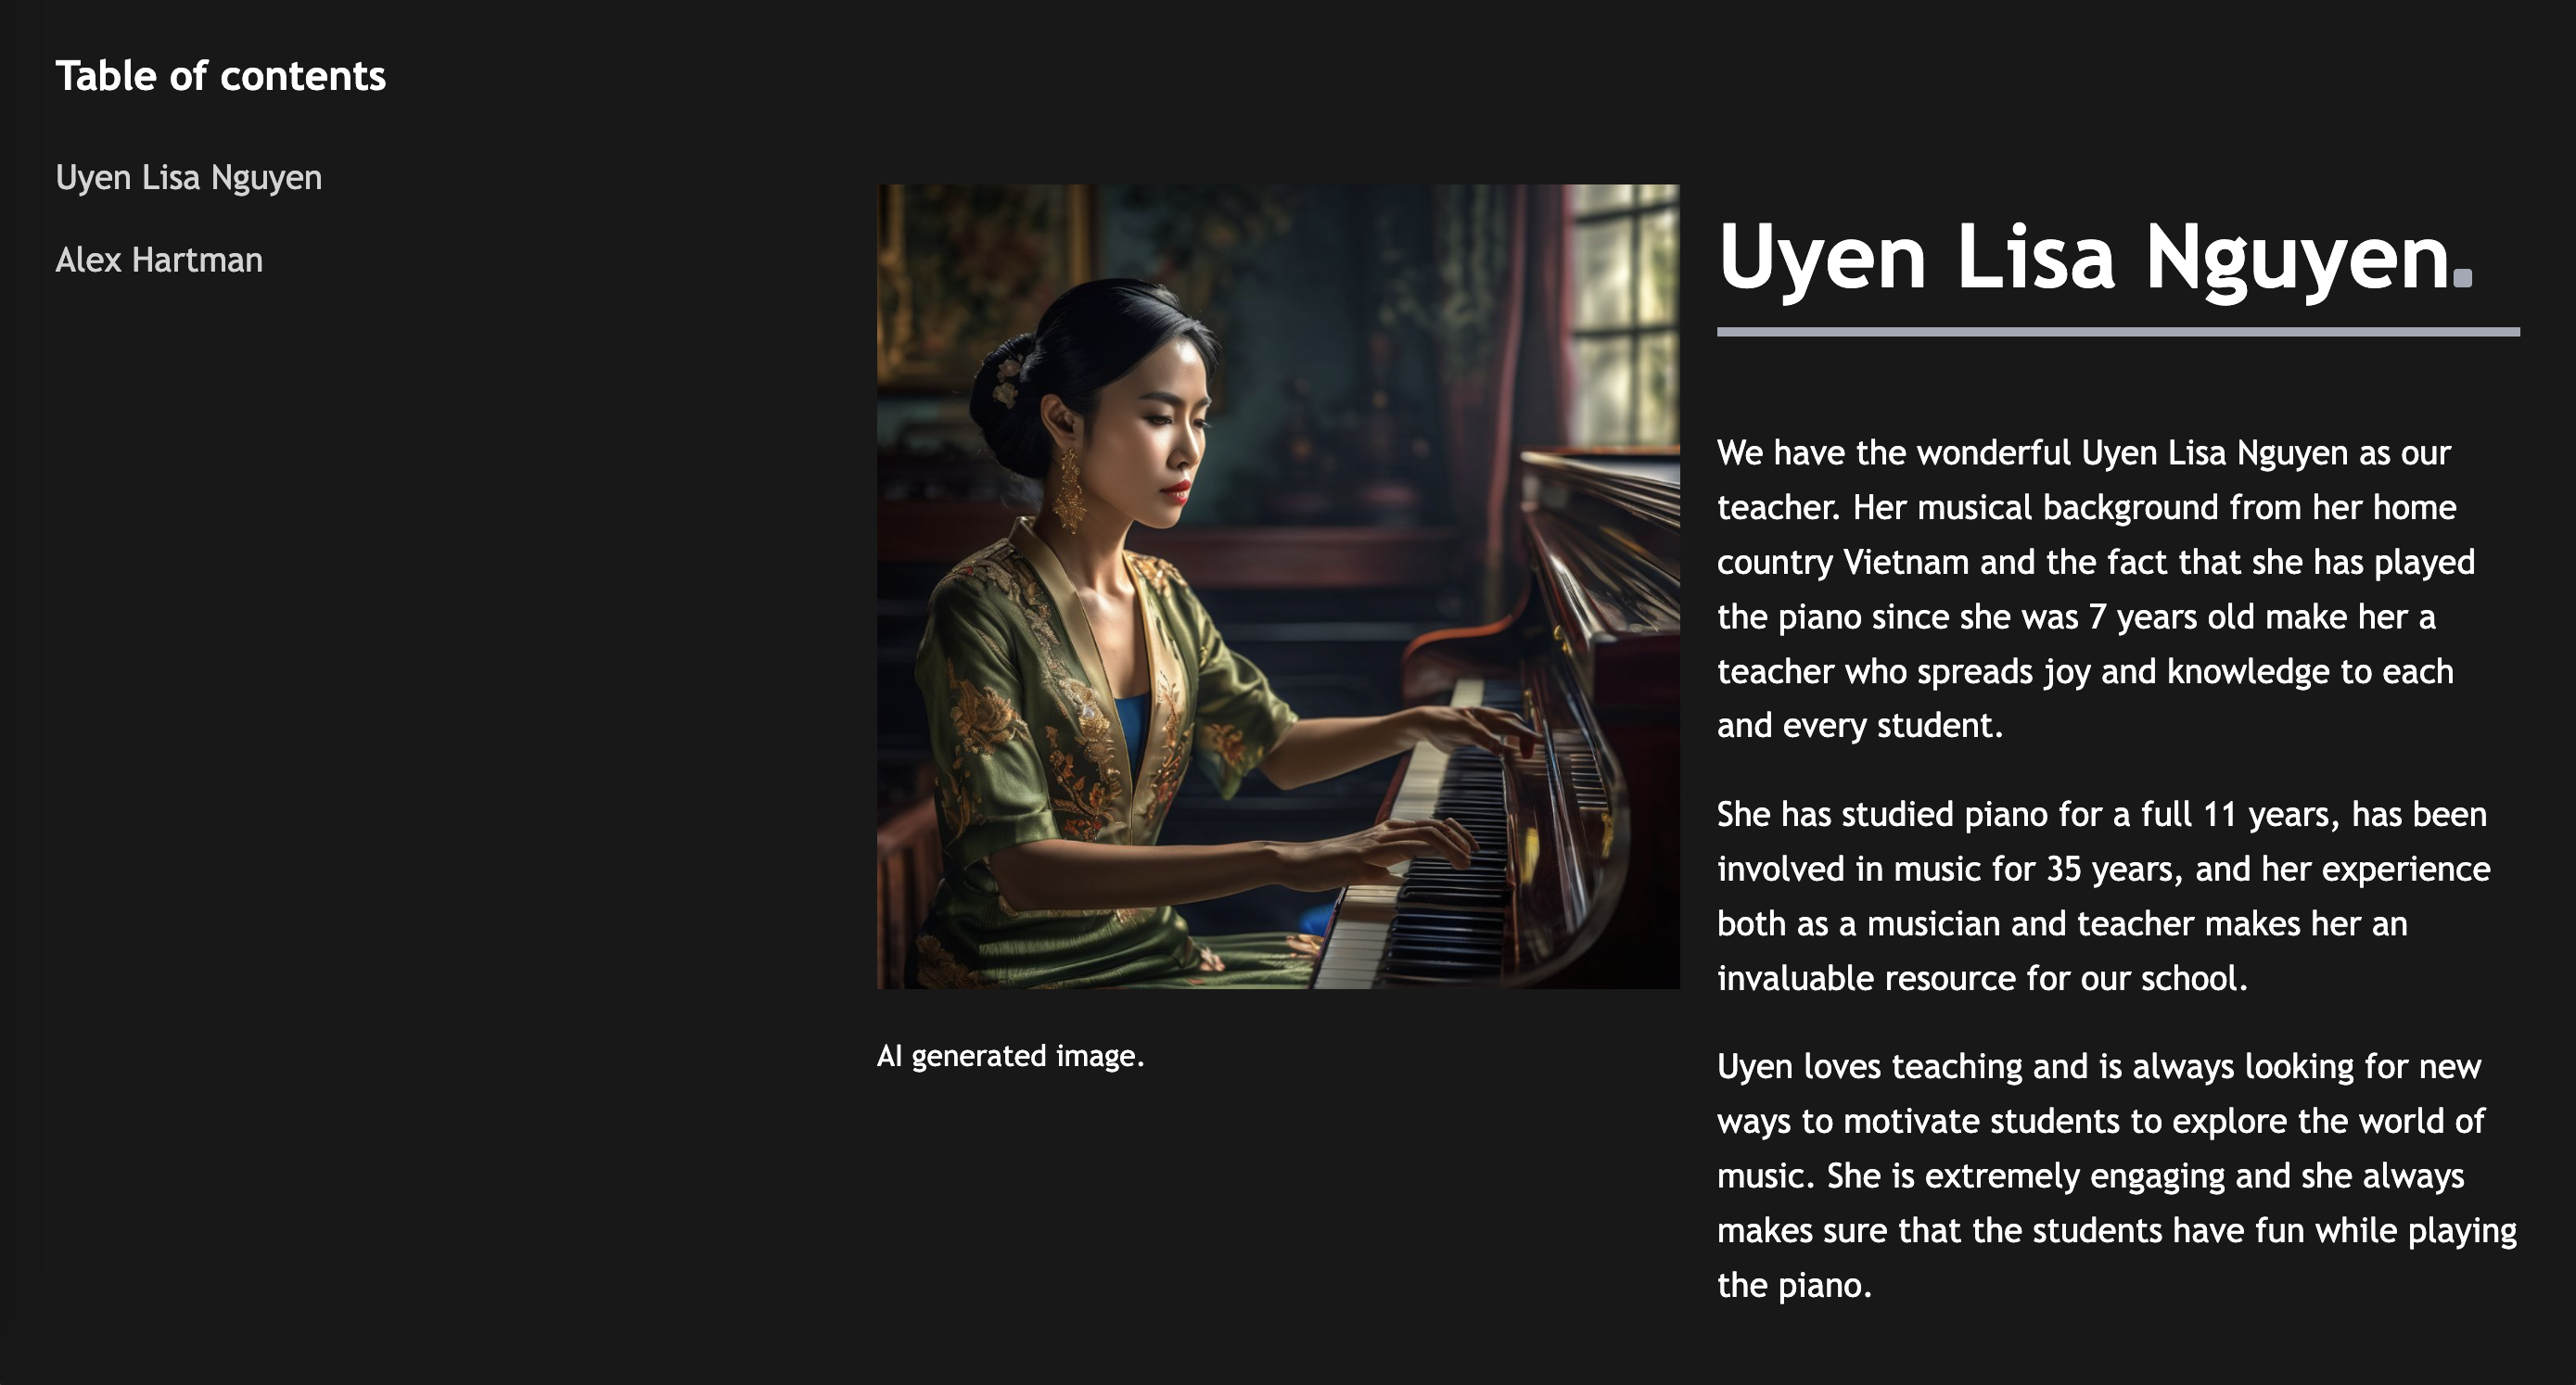 Table of contents
Uyen Lisa Nguyen
Alex Hartman
AI generated image.
Uyen Lisa Nguyen.
We have the wonderful Uyen Lisa Nguyen as our
teacher. Her musical background from her home
country Vietnam and the fact that she has played
the piano since she was 7 years old make her a
teacher who spreads joy and knowledge to each
and every student.
She has studied piano for a full 11 years, has been
involved in music for 35 years, and her experience
both as a musician and teacher makes her an
invaluable resource for our school.
Uyen loves teaching and is always looking for new
ways to motivate students to explore the world of
music. She is extremely engaging and she always
makes sure that the students have fun while playing
the piano.